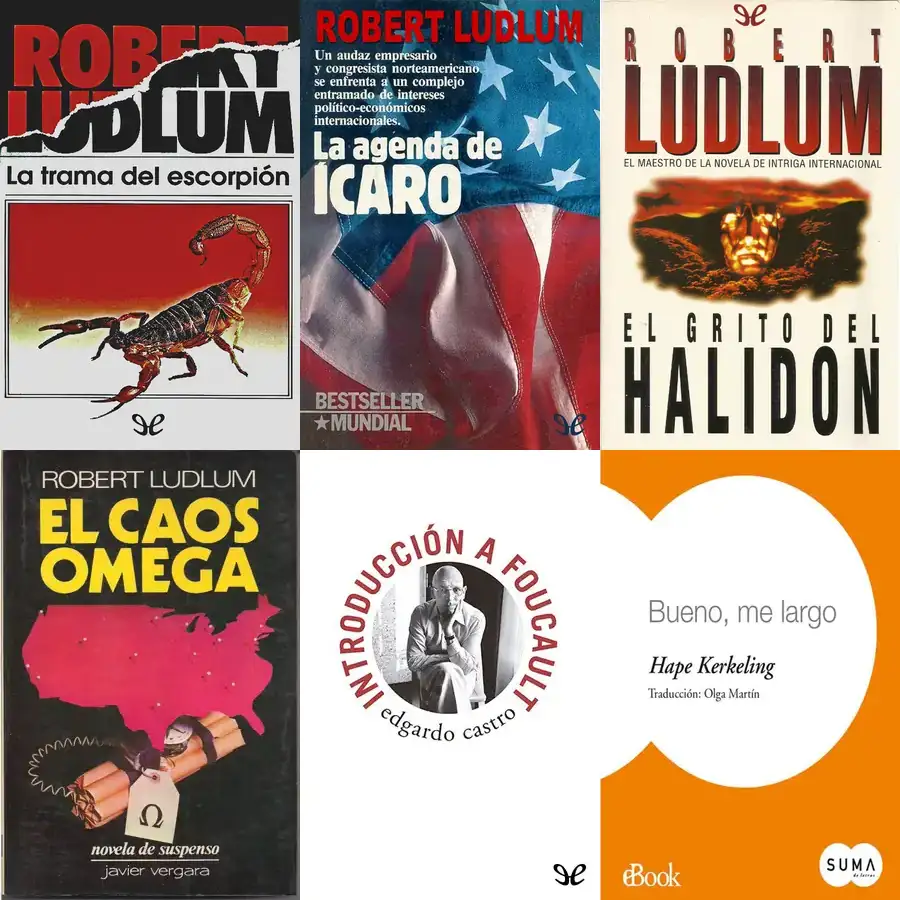 ROBERT
LUDLUM
La trama del escorpión
ROBERT LUDLUM
Un audaz empresario
y congresista norteamericano
se enfrenta a un complejo
entramado de intereses
político-económicos
internacionales.
La agenda de
ÍCARO
BESTSELLER
★MUNDIAL
ROBERT
LUDLUM
EL MAESTRO DE LA NOVELA DE INTRIGA INTERNACIONAL
EL GRITO DEL
HALIDON
ROBERT LUDLUM
EL CAOS
OMEGA
Ω
novela de suspenso
javier vergara
INTRODUCCIÓN A FOUCAULT
edgardo castro
Bueno, me largo
Hape Kerkeling
Traducción: Olga Martín
eBook
SUMA
de letras